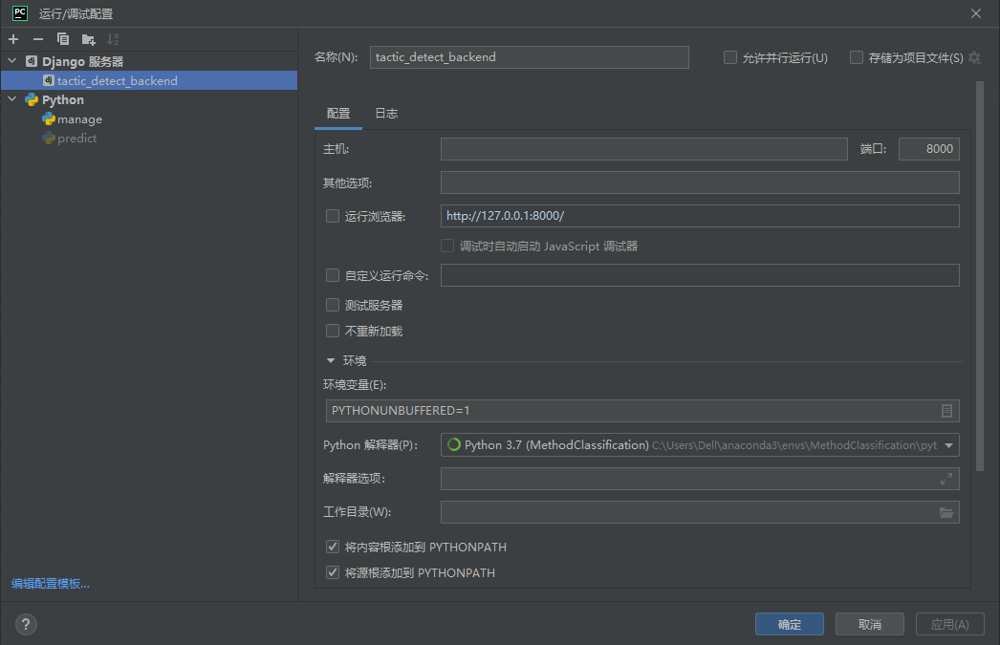 PC 运行/调试配置
Django 服务器
tactic_detect_backend
Python
manage
predict
编辑配置模板...
名称(N): tactic_detect_backend 允许并行运行(U) 存储为项目文件(S)
配置 日志
主机: 端口: 8000
其他选项:
运行浏览器: http://127.0.0.1:8000/
调试时自动启动 JavaScript 调试器
自定义运行命令:
测试服务器
不重新加载
环境
环境变量(E):
PYTHONUNBUFFERED=1
Python 解释器(P): Python 3.7 (MethodClassification) C:\Users\Dell\anaconda3\envs\MethodClassification\pyt
解释器选项:
工作目录(W):
将内容根添加到 PYTHONPATH
将源根添加到 PYTHONPATH
? 确定 取消 应用(A)